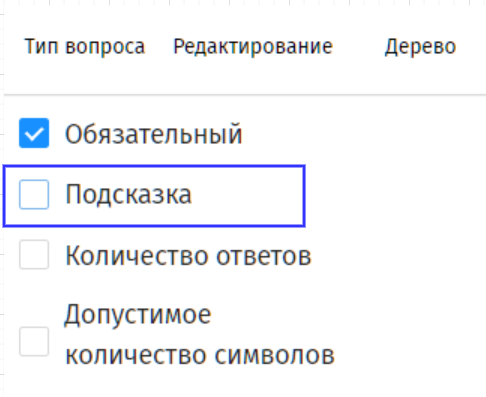 Тип вопроса Редактирование Дерево
Обязательный
Подсказка
Количество ответов
Допустимое
количество символов